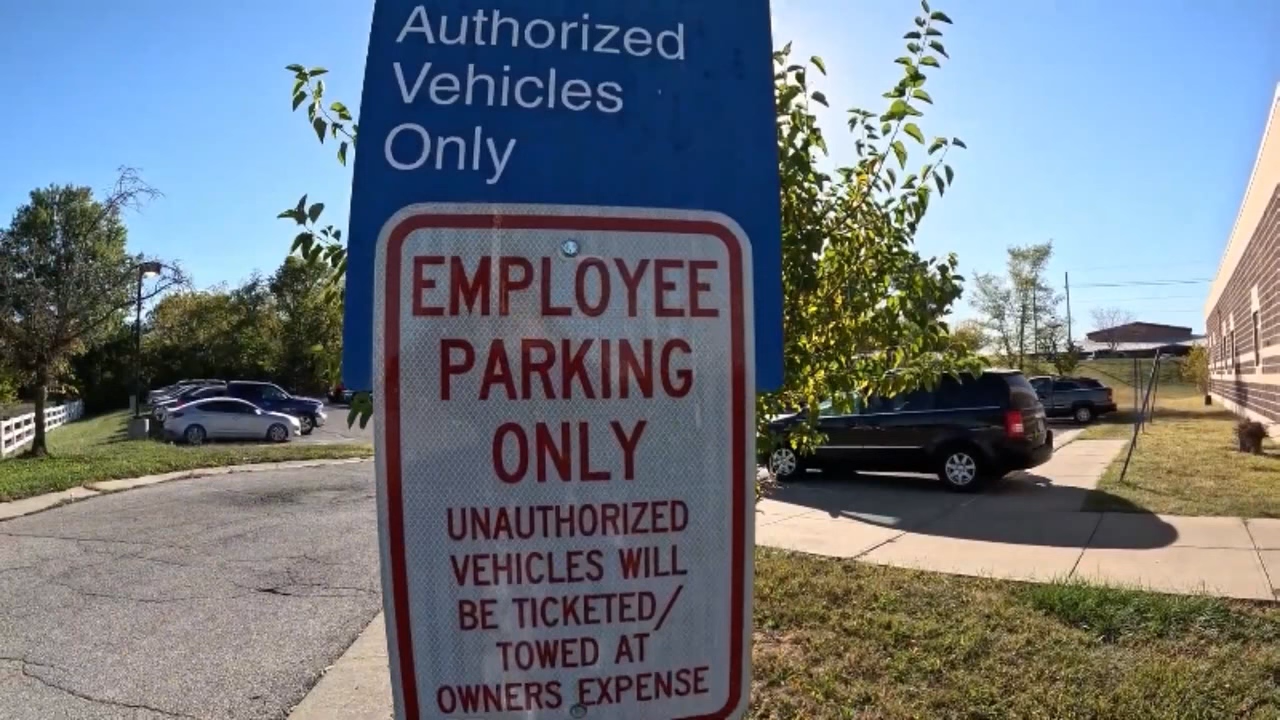 Authorized
Vehicles
Only
EMPLOYEE
PARKING
ONLY
UNAUTHORIZED
VEHICLES WILL
BE TICKETED/
TOWED AT
OWNERS EXPENSE